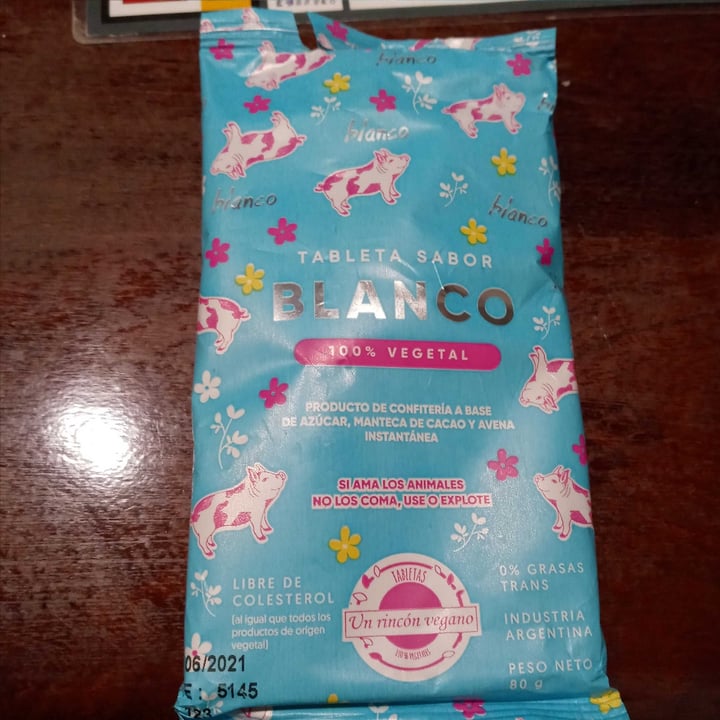 blanco
blanco
blanco
blanco
TABLETA SABOR
BLANCO
100% VEGETAL
PRODUCTO DE CONFITERÍA A BASE
DE AZÚCAR, MANTECA DE CACAO Y AVENA
INSTANTÁNEA
SI AMA LOS ANIMALES
NO LOS COMA, USE O EXPLOTE
LIBRE DE
COLESTEROL
(al igual que todos los
productos de origen
vegetal)
TABLETAS
Un rincón vegano
0% GRASAS
TRANS
INDUSTRIA
ARGENTINA
PESO NETO
80 g
06/2021
E: 5145